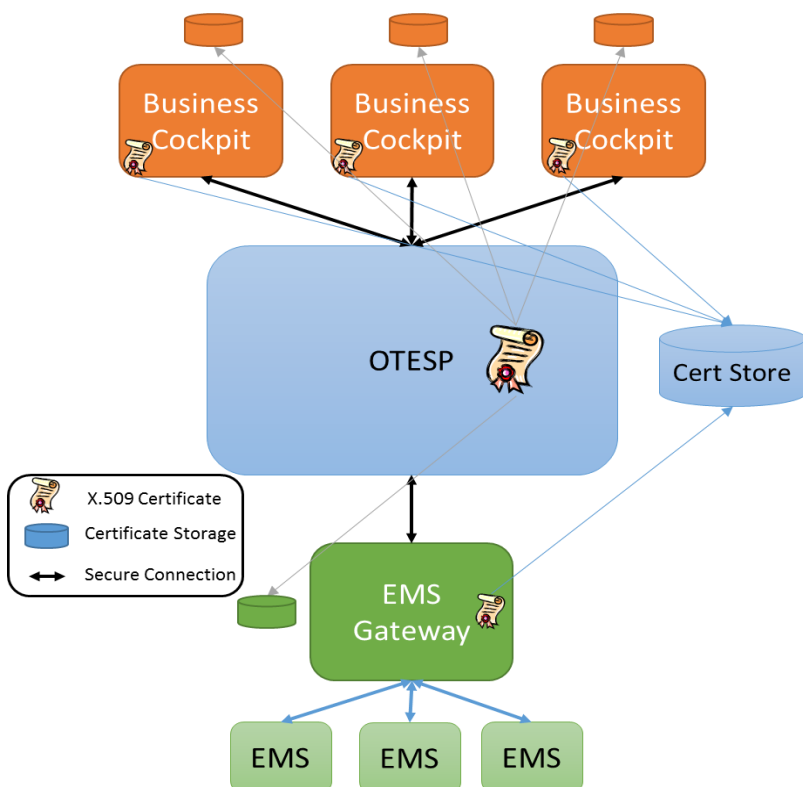 Business
Cockpit
Business
Cockpit
Business
Cockpit
OTESP
Cert Store
X.509 Certificate
Certificate Storage
Secure Connection
EMS
Gateway
EMS
EMS
EMS